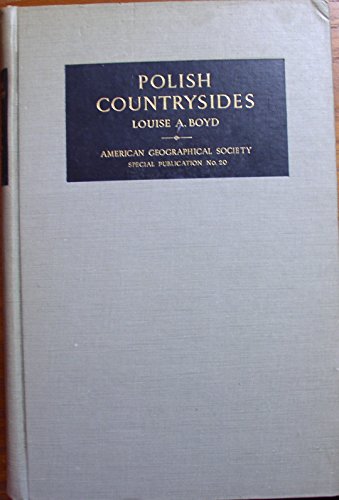 POLISH
COUNTRYSIDES
LOUISE A. BOYD
AMERICAN GEOGRAPHICAL SOCIETY
SPECIAL PUBLICATION No. 20